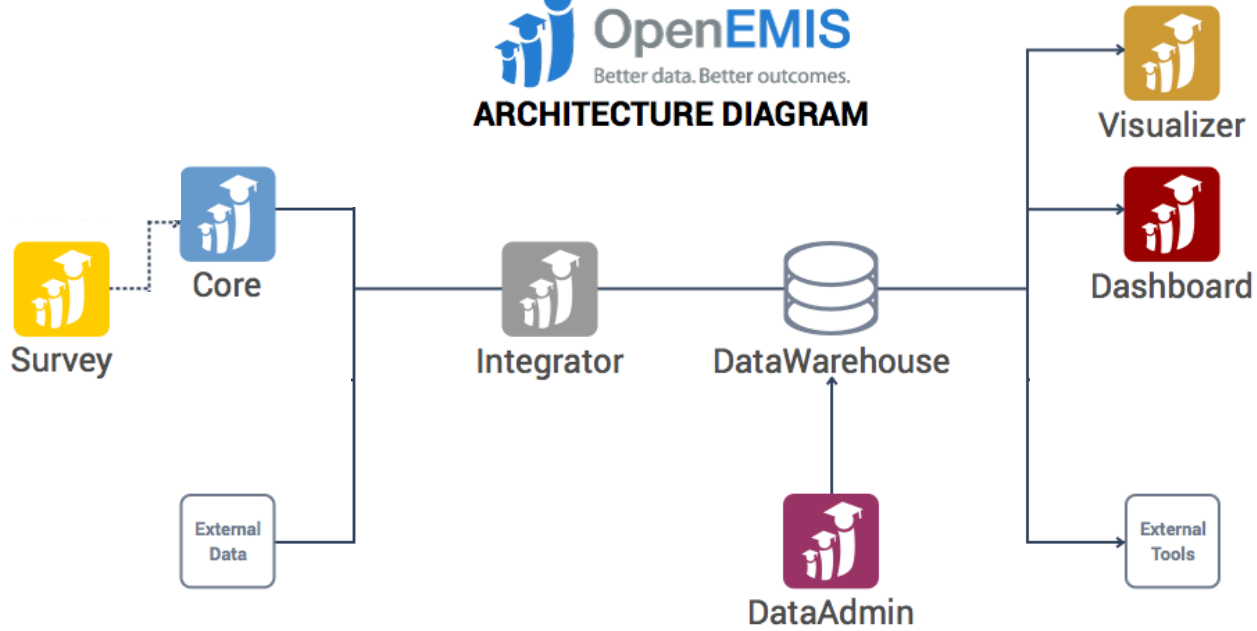 OpenEMIS
Better data. Better outcomes.
ARCHITECTURE DIAGRAM
Visualizer
Core
Dashboard
Survey
Integrator
DataWarehouse
External
Data
External
Tools
DataAdmin